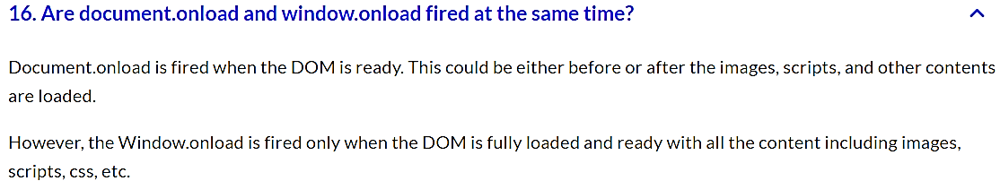 16. Are document.onload and window.onload fired at the same time?
Document.onload is fired when the DOM is ready. This could be either before or after the images, scripts, and other contents
are loaded.
However, the Window.onload is fired only when the DOM is fully loaded and ready with all the content including images,
scripts, css, etc.